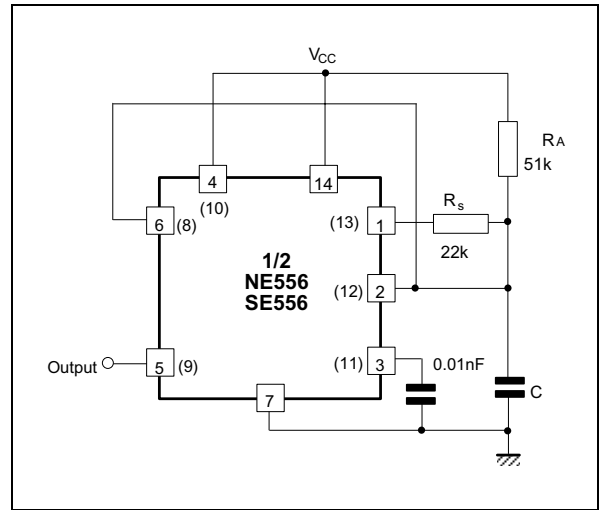 VCC
RA
51k
4
14
(10)
Rs
6
(8)
(13)
1
22k
1/2
NE556
SE556
(12)
2
Output
5
(9)
(11)
3
0.01nF
7
C